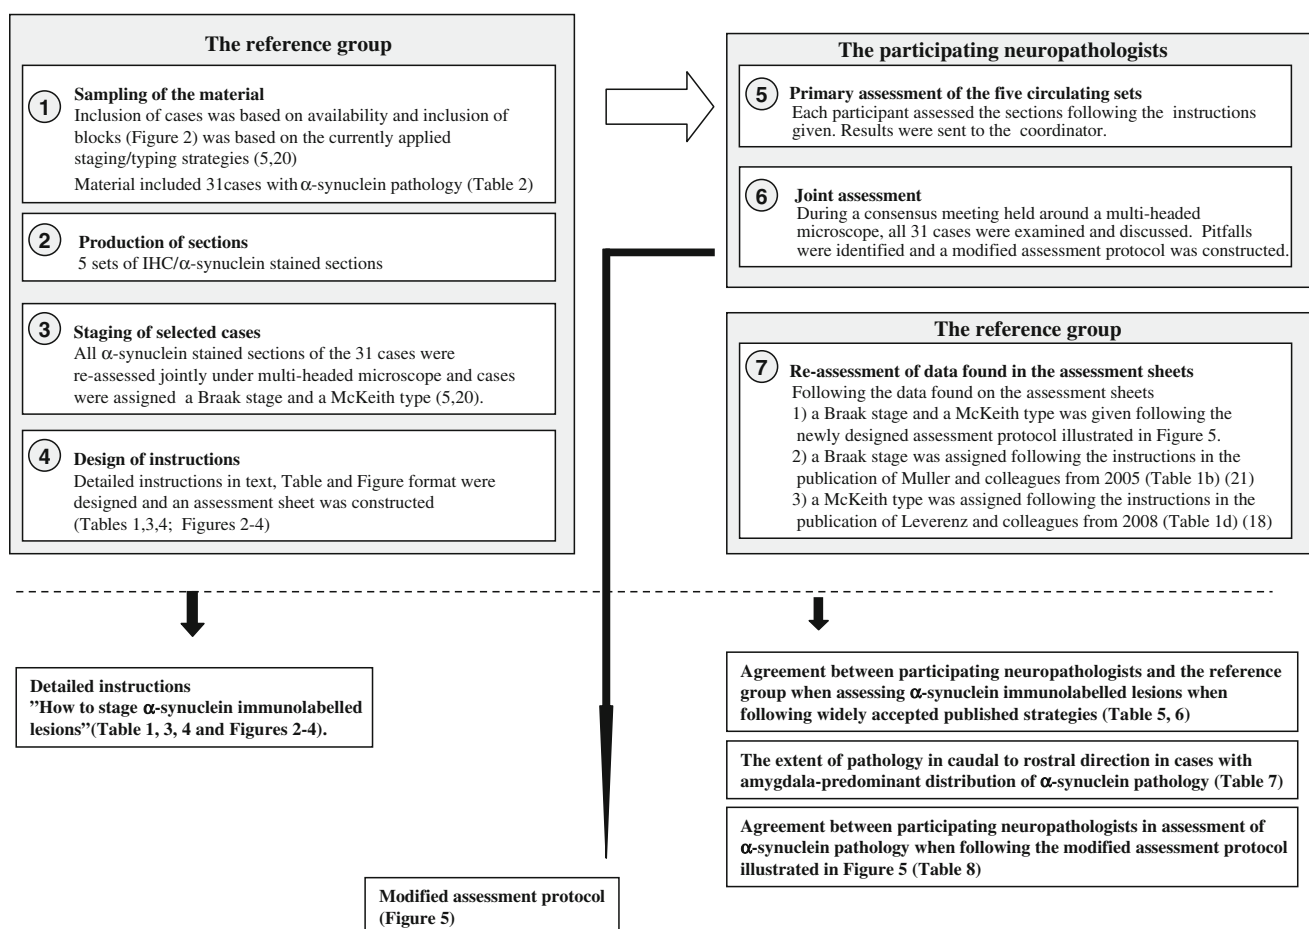 The reference group
1
Sampling of the material
Inclusion of cases was based on availability and inclusion of
blocks (Figure 2) was based on the currently applied
staging/typing strategies (5,20)
Material included 31cases with α-synuclein pathology (Table 2)
2
Production of sections
5 sets of IHC/α-synuclein stained sections
3
Staging of selected cases
All α-synuclein stained sections of the 31 cases were
re-assessed jointly under multi-headed microscope and cases
were assigned a Braak stage and a McKeith type (5,20).
4
Design of instructions
Detailed instructions in text, Table and Figure format were
designed and an assessment sheet was constructed
(Tables 1,3,4; Figures 2-4)
The participating neuropathologists
5
Primary assessment of the five circulating sets
Each participant assessed the sections following the instructions
given. Results were sent to the coordinator.
6
Joint assessment
During a consensus meeting held around a multi-headed
microscope, all 31 cases were examined and discussed. Pitfalls
were identified and a modified assessment protocol was constructed.
The reference group
7
Re-assessment of data found in the assessment sheets
Following the data found on the assessment sheets
1) a Braak stage and a McKeith type was given following the
newly designed assessment protocol illustrated in Figure 5.
2) a Braak stage was assigned following the instructions in the
publication of Muller and colleagues from 2005 (Table 1b) (21)
3) a McKeith type was assigned following the instructions in the
publication of Leverenz and colleagues from 2008 (Table 1d) (18)
Detailed instructions
”How to stage α-synuclein immunolabelled
lesions”(Table 1, 3, 4 and Figures 2-4).
Modified assessment protocol
(Figure 5)
Agreement between participating neuropathologists and the reference
group when assessing α-synuclein immunolabelled lesions when
following widely accepted published strategies (Table 5, 6)
The extent of pathology in caudal to rostral direction in cases with
amygdala-predominant distribution of α-synuclein pathology (Table 7)
Agreement between participating neuropathologists in assessment of
α-synuclein pathology when following the modified assessment protocol
illustrated in Figure 5 (Table 8)